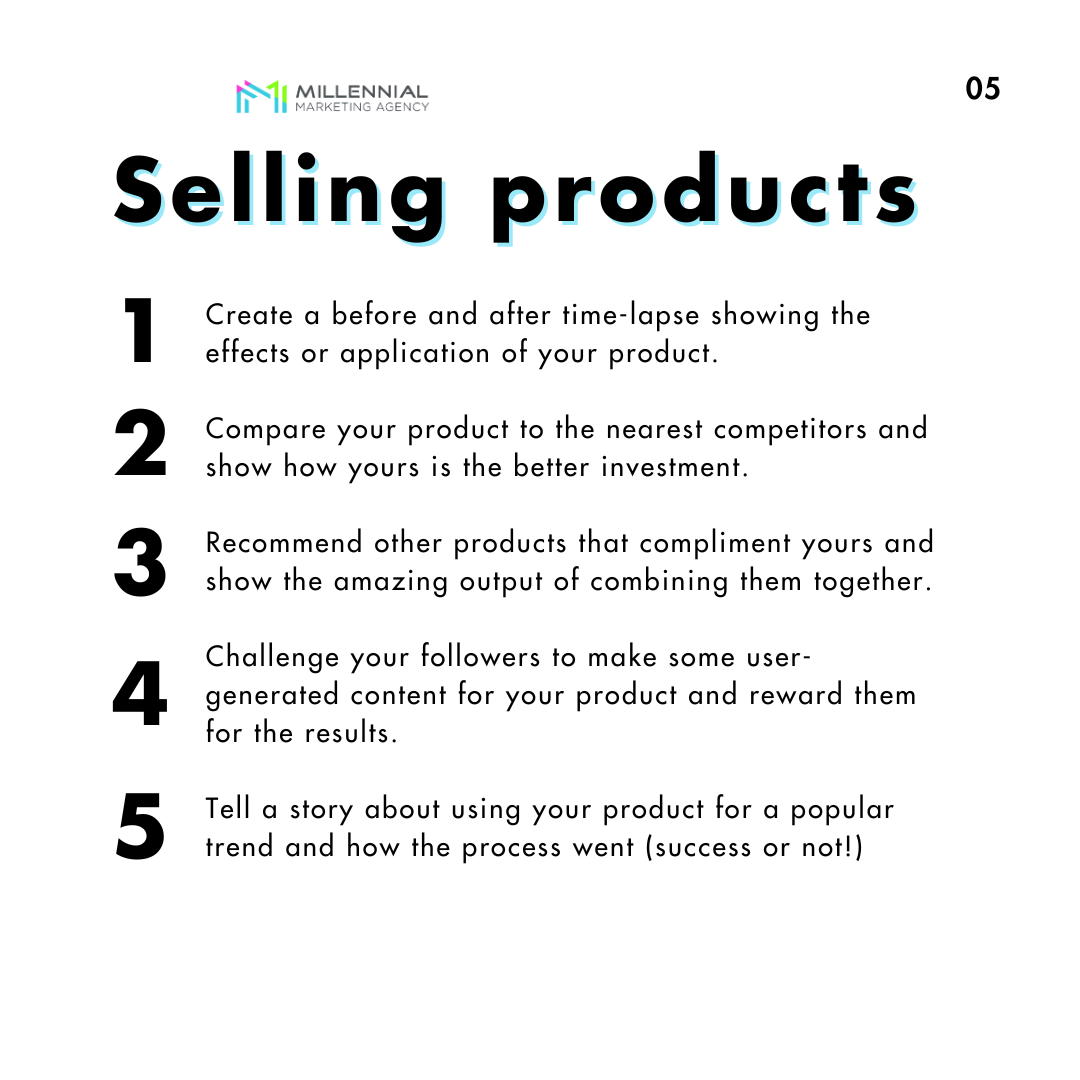 MILLENNIAL
MARKETING AGENCY
05
Selling products
1
Create a before and after time-lapse showing the
effects or application of your product.
2
Compare your product to the nearest competitors and
show how yours is the better investment.
3
Recommend other products that compliment yours and
show the amazing output of combining them together.
4
Challenge your followers to make some user-
generated content for your product and reward them
for the results.
5
Tell a story about using your product for a popular
trend and how the process went (success or not!)